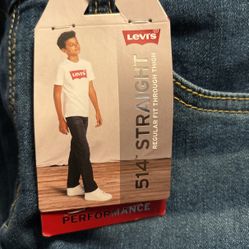 Levi's
LEVI'S
514™ STRAIGHT
REGULAR FIT THROUGH THIGH
PERFORMANCE